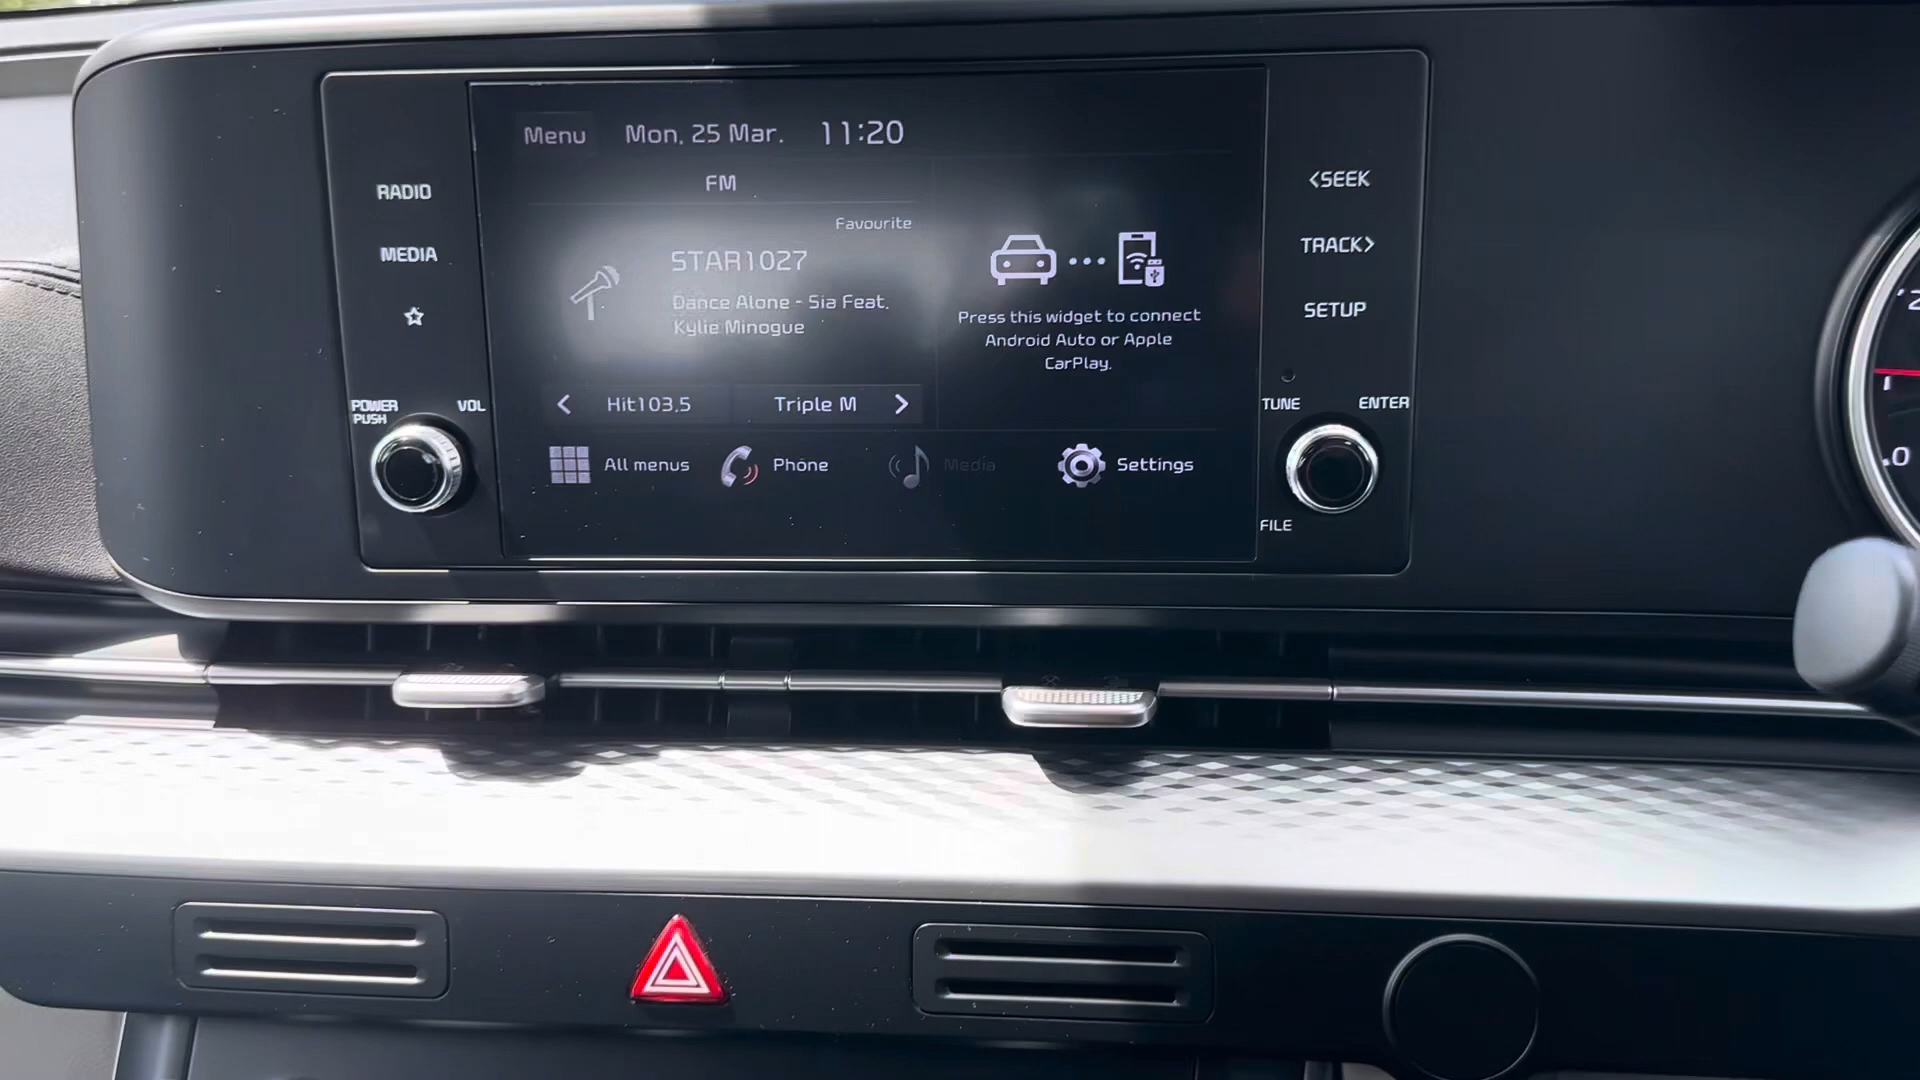 Menu Mon, 25 Mar. 11:20
FM
Favourite
STAR1027
Dance Alone - Sia Feat.
Kylie Minogue
Hit103.5
Triple M
Press this widget to connect
Android Auto or Apple
CarPlay.
All menus
Phone
Media
Settings
RADIO
MEDIA
POWER
PUSH
VOL
<SEEK
TRACK>
SETUP
TUNE
ENTER
FILE